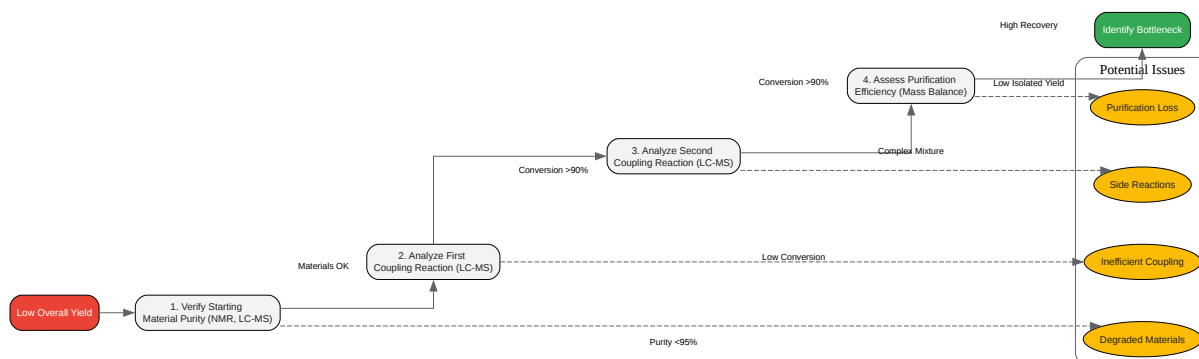 High Recovery
Identify Bottleneck
Potential Issues
Conversion >90%
4. Assess Purification
Efficiency (Mass Balance)
Low Isolated Yield
Purification Loss
3. Analyze Second
Coupling Reaction (LC-MS)
Complex Mixture
Conversion >90%
Side Reactions
Materials OK
2. Analyze First
Coupling Reaction (LC-MS)
Low Conversion
Inefficient Coupling
Low Overall Yield
1. Verify Starting
Material Purity (NMR, LC-MS)
Purity <95%
Degraded Materials